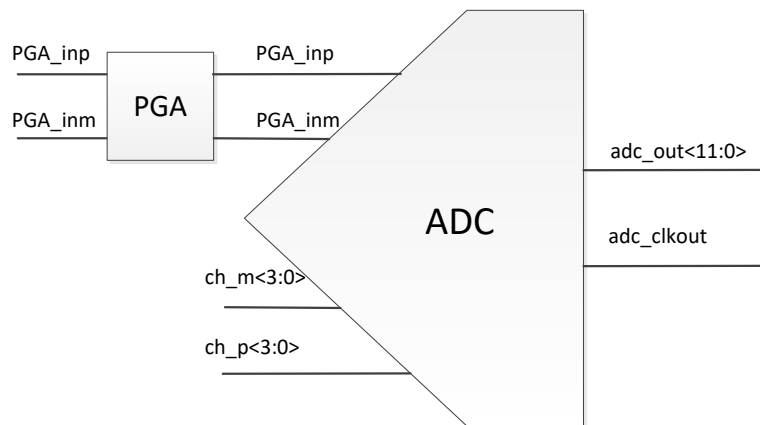 PGA_inp
PGA_inp
PGA
PGA_inm
PGA_inm
adc_out<11:0>
ADC
adc_clkout
ch_m<3:0>
ch_p<3:0>